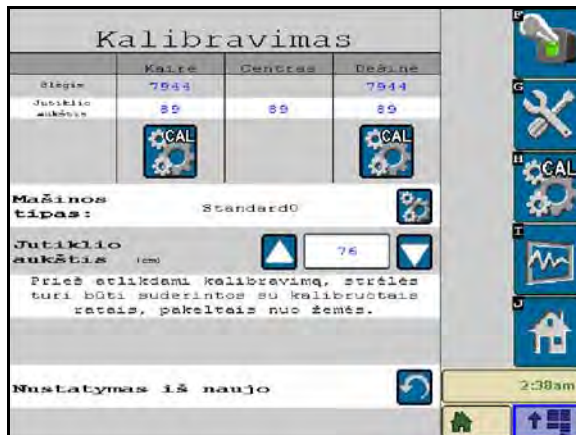 Kalibravimas
Kairė Centras Dešinė
Slėgis 7944 7944
Jutiklio
aukštis 89 89 89
CAL CAL
Mašinos
tipas: Standard0
Jutiklio
aukštis (cm) 76
Prieš atlikdami kalibravimą, strėlės
turi būti suderintos su kalibruotais
ratais, pakeltais nuo žemės.
Nustatymas iš naujo
F
G
H
CAL
I
J
2:38am